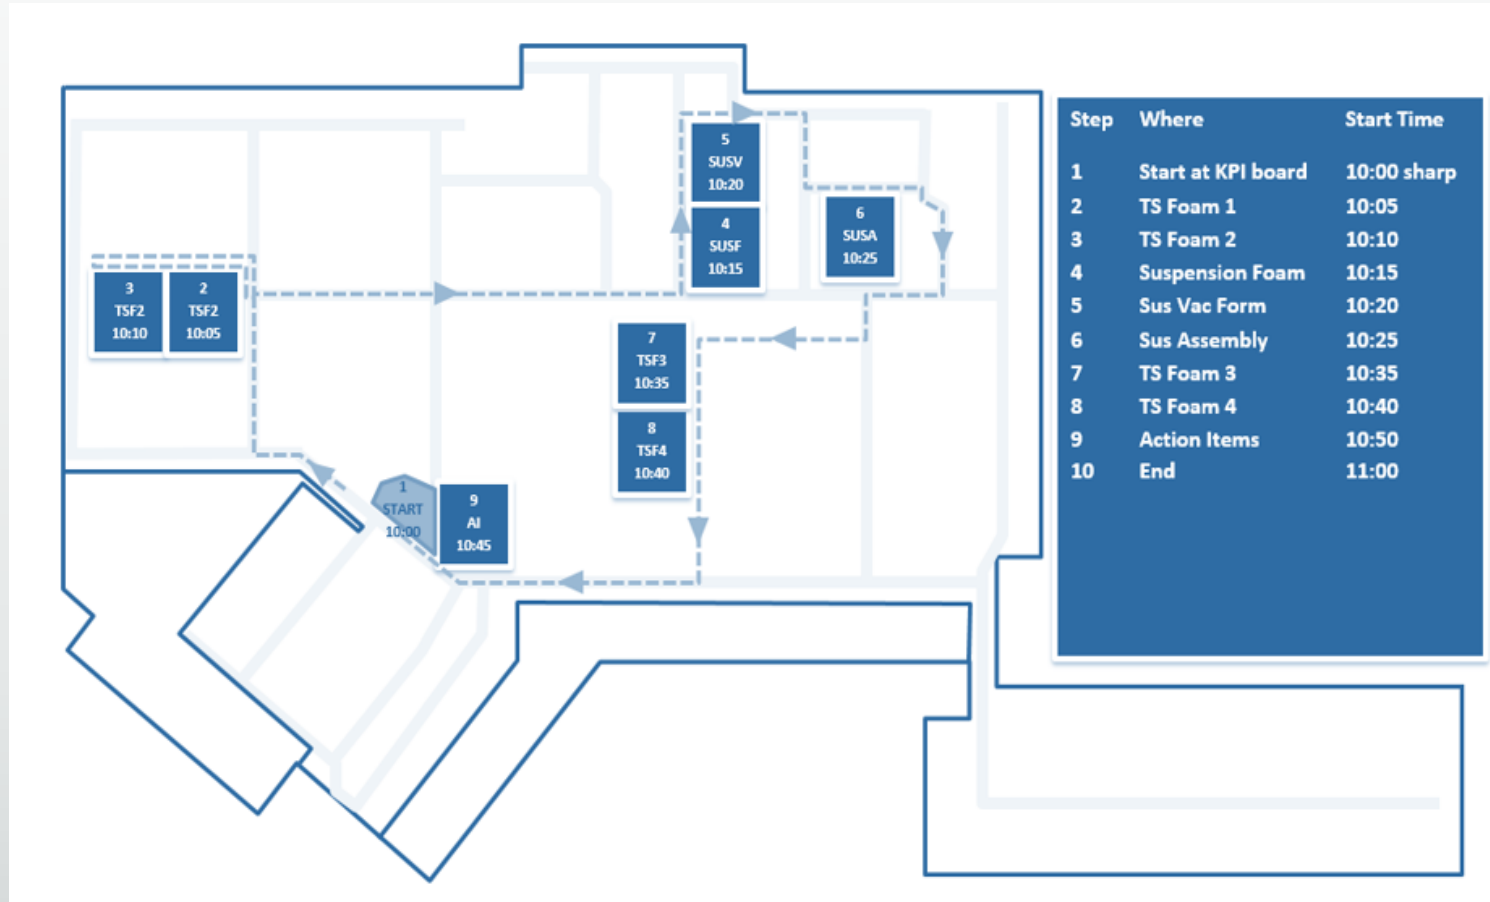 5
SUSV
10:20
4
SUSF
10:15
6
SUSA
10:25
3
TSF2
10:10
2
TSF2
10:05
7
TSF3
10:35
8
TSF4
10:40
1
START
10:00
9
AI
10:45
Step Where Start Time
1 Start at KPI board 10:00 sharp
2 TS Foam 1 10:05
3 TS Foam 2 10:10
4 Suspension Foam 10:15
5 Sus Vac Form 10:20
6 Sus Assembly 10:25
7 TS Foam 3 10:35
8 TS Foam 4 10:40
9 Action Items 10:50
10 End 11:00